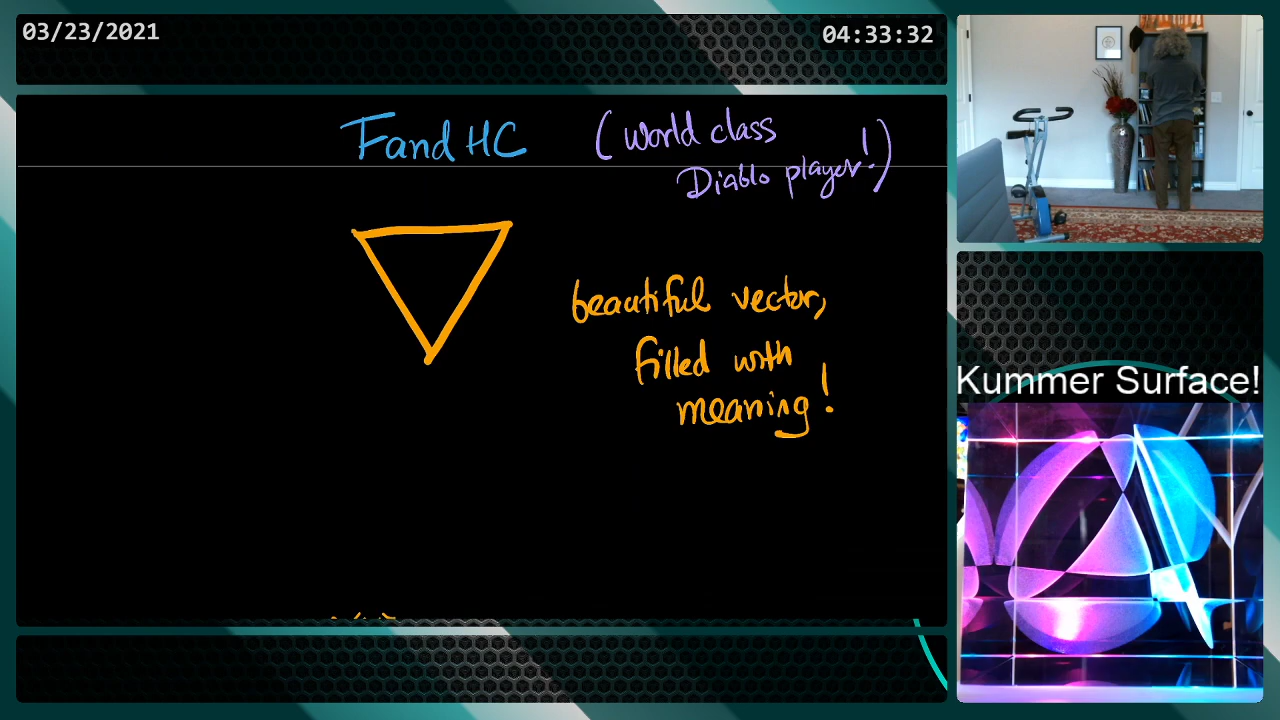 03/23/2021
04:33:32
Fand HC
(World class
Diablo player!)
beautiful vector,
filled with
meaning!
Kummer Surface!